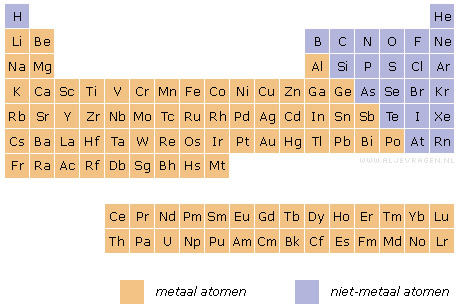 H He
Li Be B C N O F Ne
Na Mg Al Si P S Cl Ar
K Ca Sc Ti V Cr Mn Fe Co Ni Cu Zn Ga Ge As Se Br Kr
Rb Sr Y Zr Nb Mo Tc Ru Rh Pd Ag Cd In Sn Sb Te I Xe
Cs Ba La Hf Ta W Re Os Ir Pt Au Hg Tl Pb Bi Po At Rn
Fr Ra Ac Rf Db Sg Bh Hs Mt
WWW.ALJEVRAGEN.NL
Ce Pr Nd Pm Sm Eu Gd Tb Dy Ho Er Tm Yb Lu
Th Pa U Np Pu Am Cm Bk Cf Es Fm Md No Lr
metaal atomen niet-metaal atomen